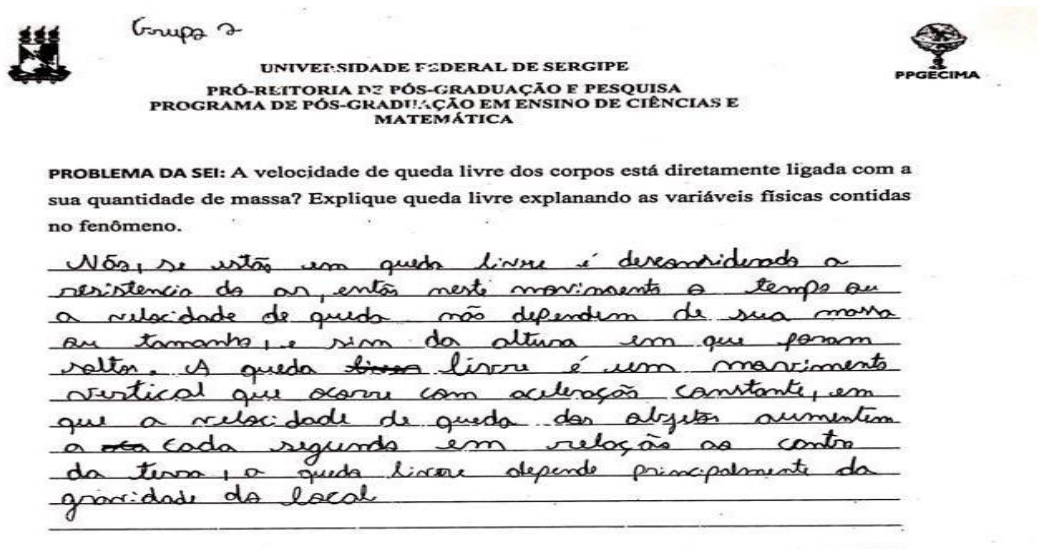 Grupo 2
UNIVERSIDADE FEDERAL DE SERGIPE
PPGECIMA
PRÓ-REITORIA DE PÓS-GRADUAÇÃO E PESQUISA
PROGRAMA DE PÓS-GRADUAÇÃO EM ENSINO DE CIÊNCIAS E
MATEMÁTICA
PROBLEMA DA SEI: A velocidade de queda livre dos corpos está diretamente ligada com a
sua quantidade de massa? Explique queda livre explanando as variáveis físicas contidas
no fenômeno.
Não, se estão em queda livre é desconsiderado a
resistencia do ar, então neste movimento o tempo ou
a velocidade de queda não dependem de sua massa
ou tamanho, e sim da altura em que foram
soltos. A queda livre é um movimento
vertical que ocorre com aceleração constante, em
que a velocidade de queda dos objetos aumentam
a cada segundo em relação ao centro
da terra, a queda livre depende principalmente da
gravidade do local